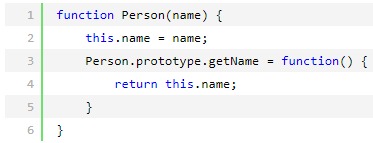 1 function Person(name) {
2     this.name = name;
3     Person.prototype.getName = function() {
4         return this.name;
5     }
6 }